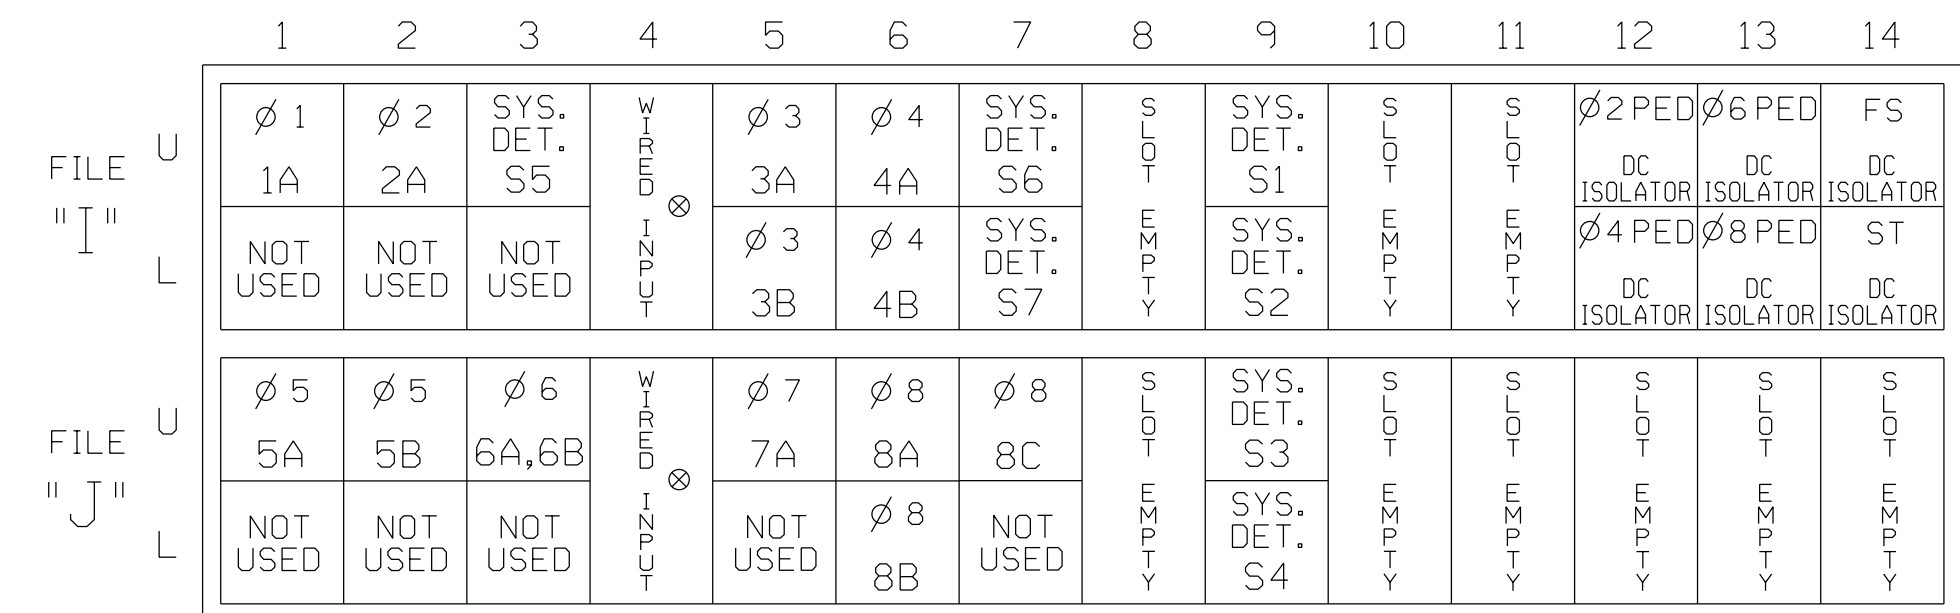 1 2 3 4 5 6 7 8 9 10 11 12 13 14
FILE "I"
U
Ø 1 1A
Ø 2 2A
SYS. DET. S5
WIRED INPUT
Ø 3 3A
Ø 4 4A
SYS. DET. S6
SLOT EMPTY
SYS. DET. S1
SLOT EMPTY
SLOT EMPTY
Ø2 PED DC ISOLATOR
Ø6 PED DC ISOLATOR
FS DC ISOLATOR
L
NOT USED
NOT USED
NOT USED
Ø 3 3B
Ø 4 4B
SYS. DET. S7
SYS. DET. S2
Ø4 PED DC ISOLATOR
Ø8 PED DC ISOLATOR
ST DC ISOLATOR
FILE "J"
U
Ø 5 5A
Ø 5 5B
Ø 6 6A,6B
WIRED INPUT
Ø 7 7A
Ø 8 8A
Ø 8 8C
SLOT EMPTY
SYS. DET. S3
SLOT EMPTY
SLOT EMPTY
SLOT EMPTY
SLOT EMPTY
SLOT EMPTY
L
NOT USED
NOT USED
NOT USED
NOT USED
Ø 8 8B
NOT USED
SYS. DET. S4